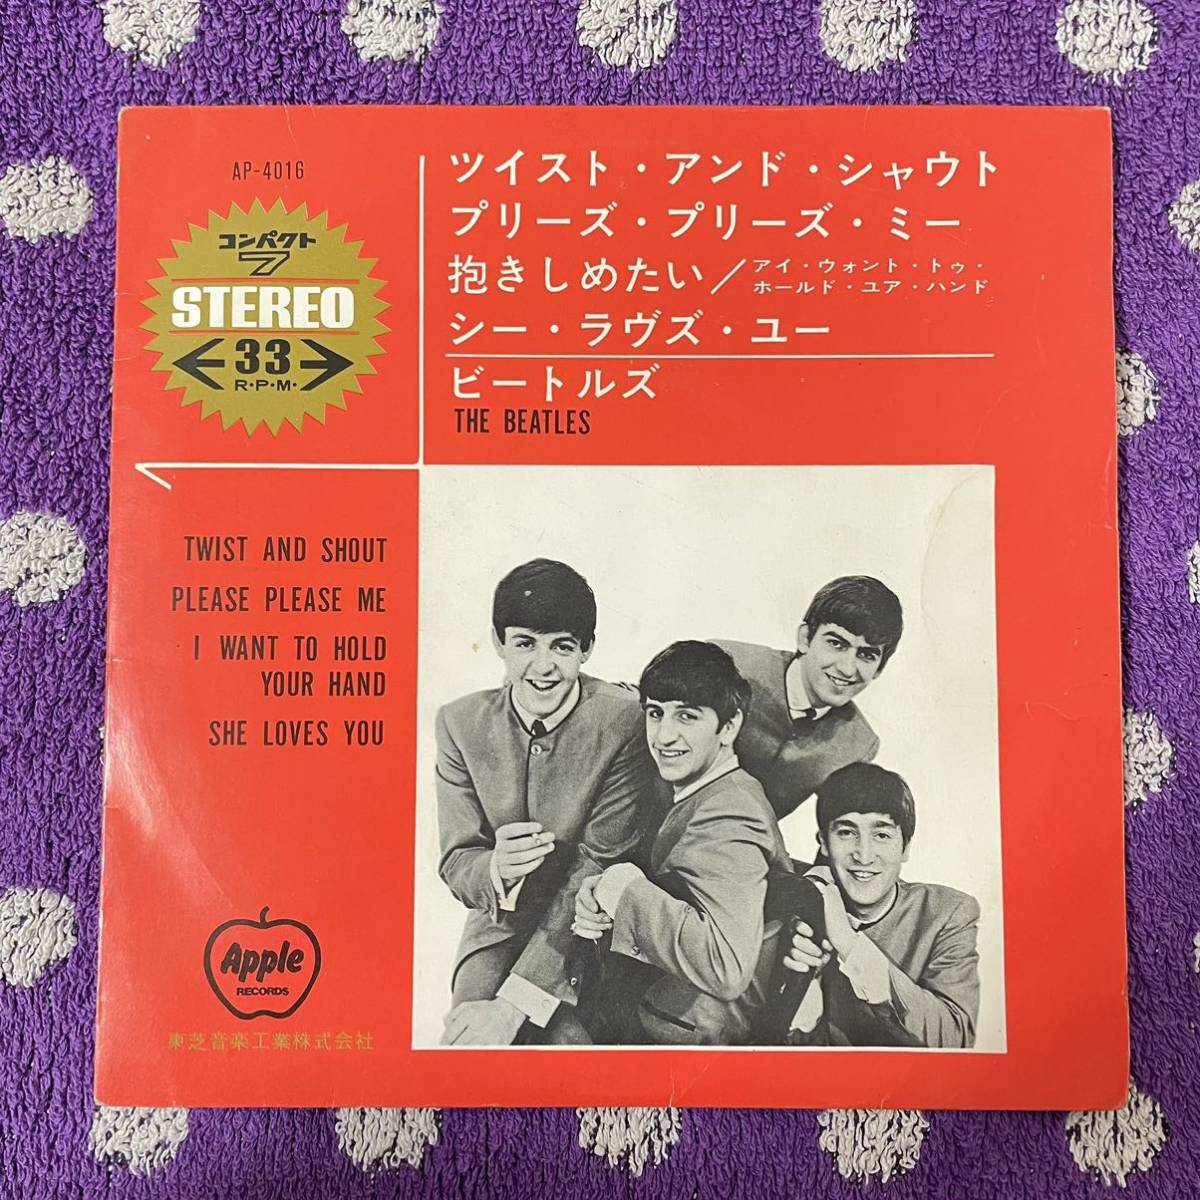 AP-4016
コンパクト
7
STEREO
33
R・P・M・
ツイスト・アンド・シャウト
プリーズ・プリーズ・ミー
抱きしめたい／アイ・ウォント・トゥ・
ホールド・ユア・ハンド
シー・ラヴズ・ユー
ビートルズ
THE BEATLES
TWIST AND SHOUT
PLEASE PLEASE ME
I WANT TO HOLD
YOUR HAND
SHE LOVES YOU
Apple
RECORDS
東芝音楽工業株式会社